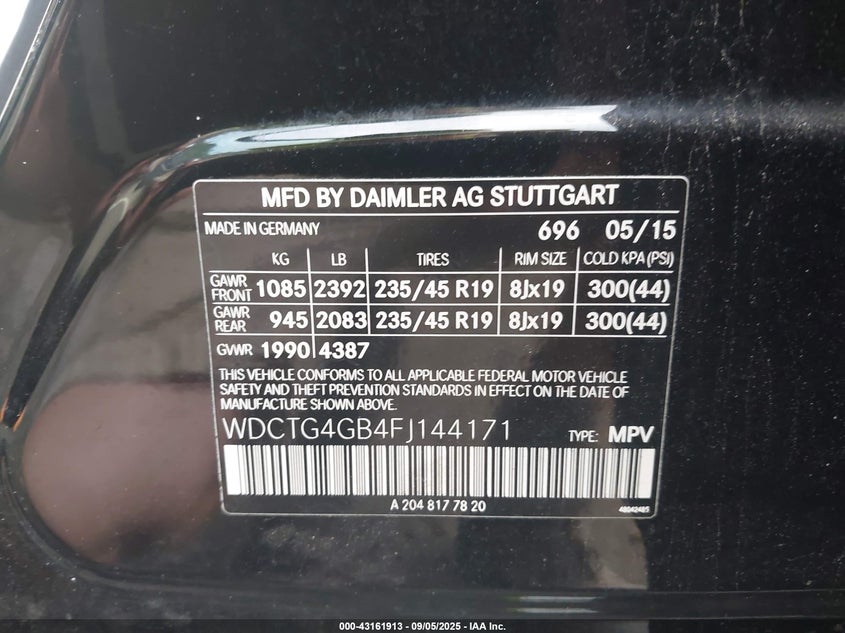 MFD BY DAIMLER AG STUTTGART
MADE IN GERMANY 696 05/15
KG LB TIRES RIM SIZE COLD KPA (PSI)
GAWR FRONT 1085 2392 235/45 R19 8Jx19 300(44)
GAWR REAR 945 2083 235/45 R19 8Jx19 300(44)
GVWR 1990 4387
THIS VEHICLE CONFORMS TO ALL APPLICABLE FEDERAL MOTOR VEHICLE
SAFETY AND THEFT PREVENTION STANDARDS IN EFFECT ON THE DATE OF
MANUFACTURE SHOWN ABOVE.
WDCTG4GB4FJ144171 TYPE: MPV
A 204 817 78 20
000-43161913 - 09/05/2025 - IAA Inc.